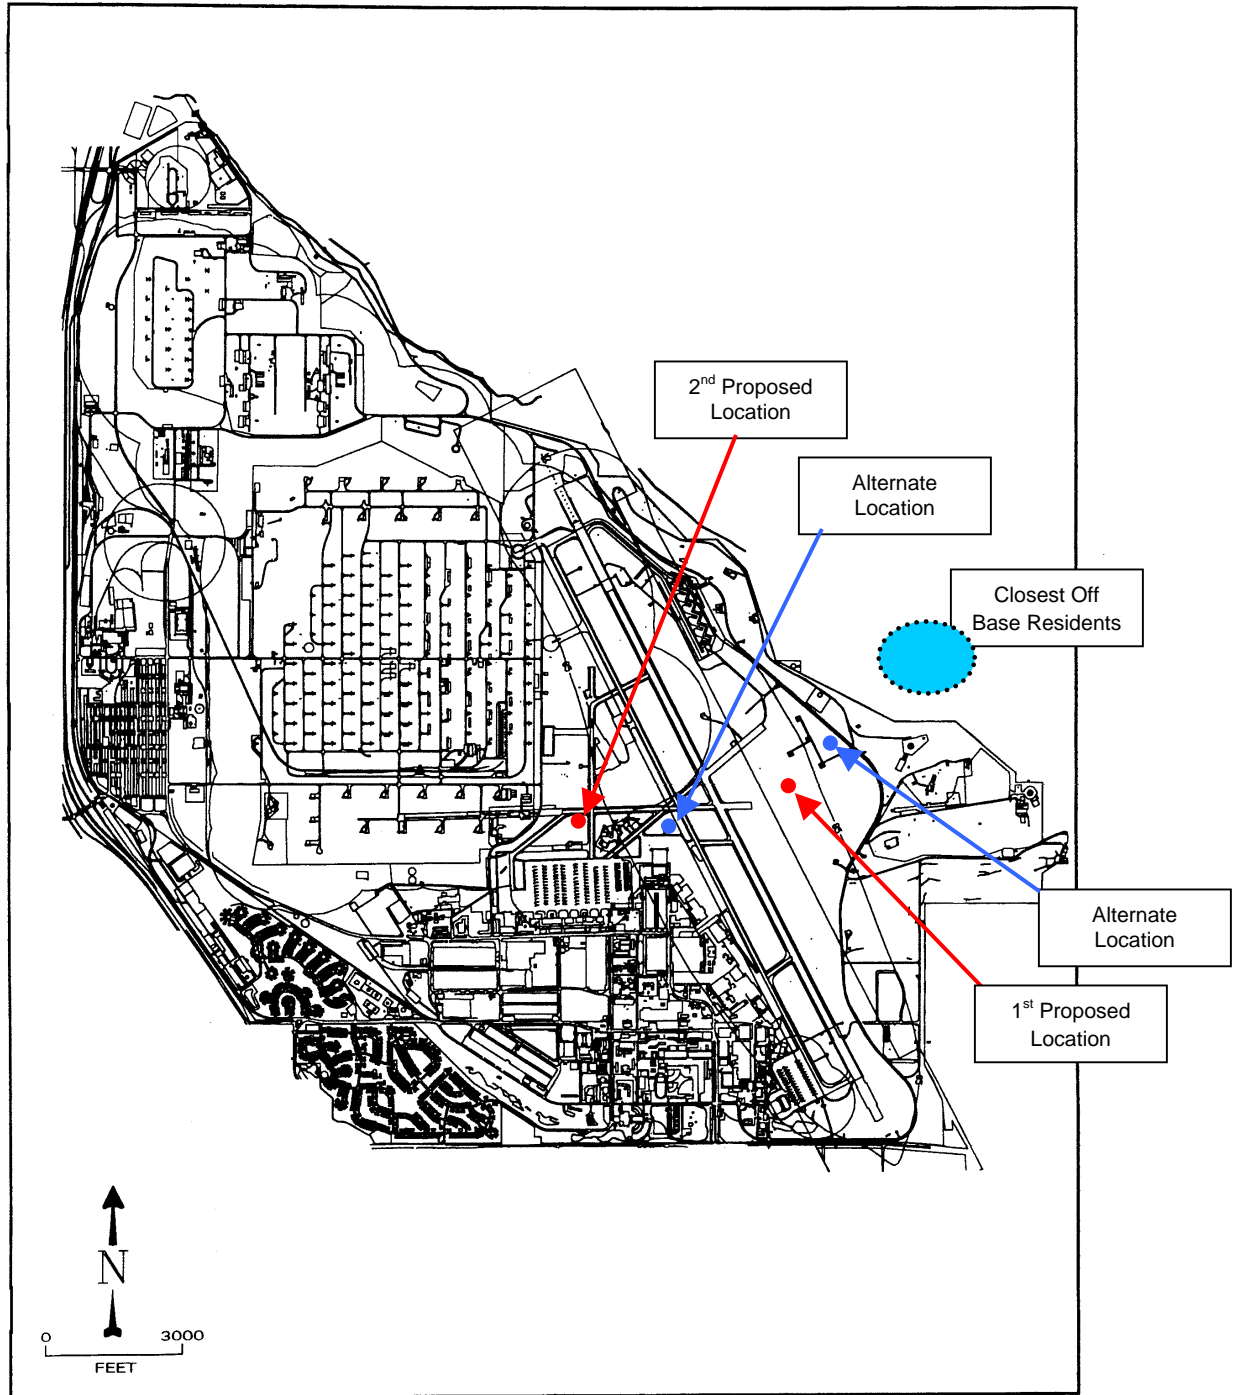 2nd Proposed
Location
Alternate
Location
Closest Off
Base Residents
Alternate
Location
1st Proposed
Location
N
0 3000
FEET